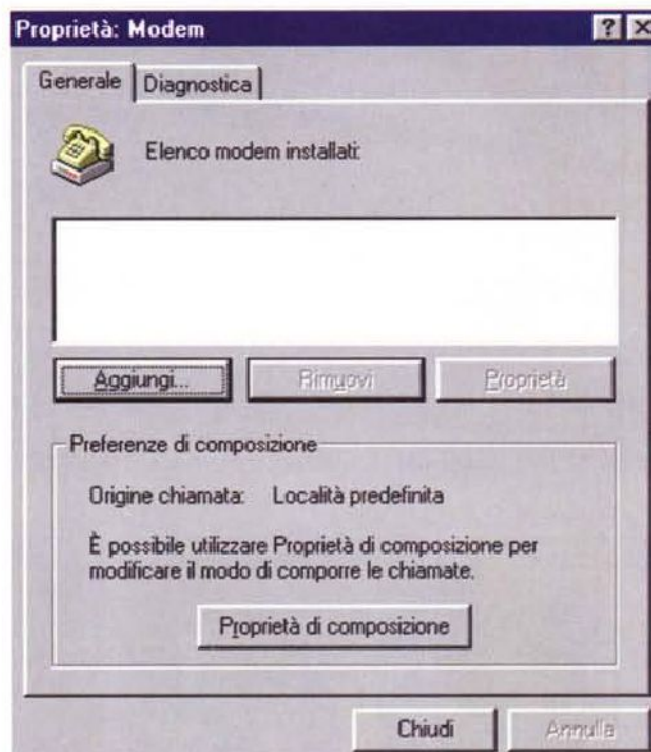 Proprietà: Modem
Generale
Diagnostica
Elenco modem installati:
Aggiungi...
Rimuovi
Proprietà
Preferenze di composizione
Origine chiamata: Località predefinita
È possibile utilizzare Proprietà di composizione per
modificare il modo di comporre le chiamate.
Proprietà di composizione
Chiudi
Annulla